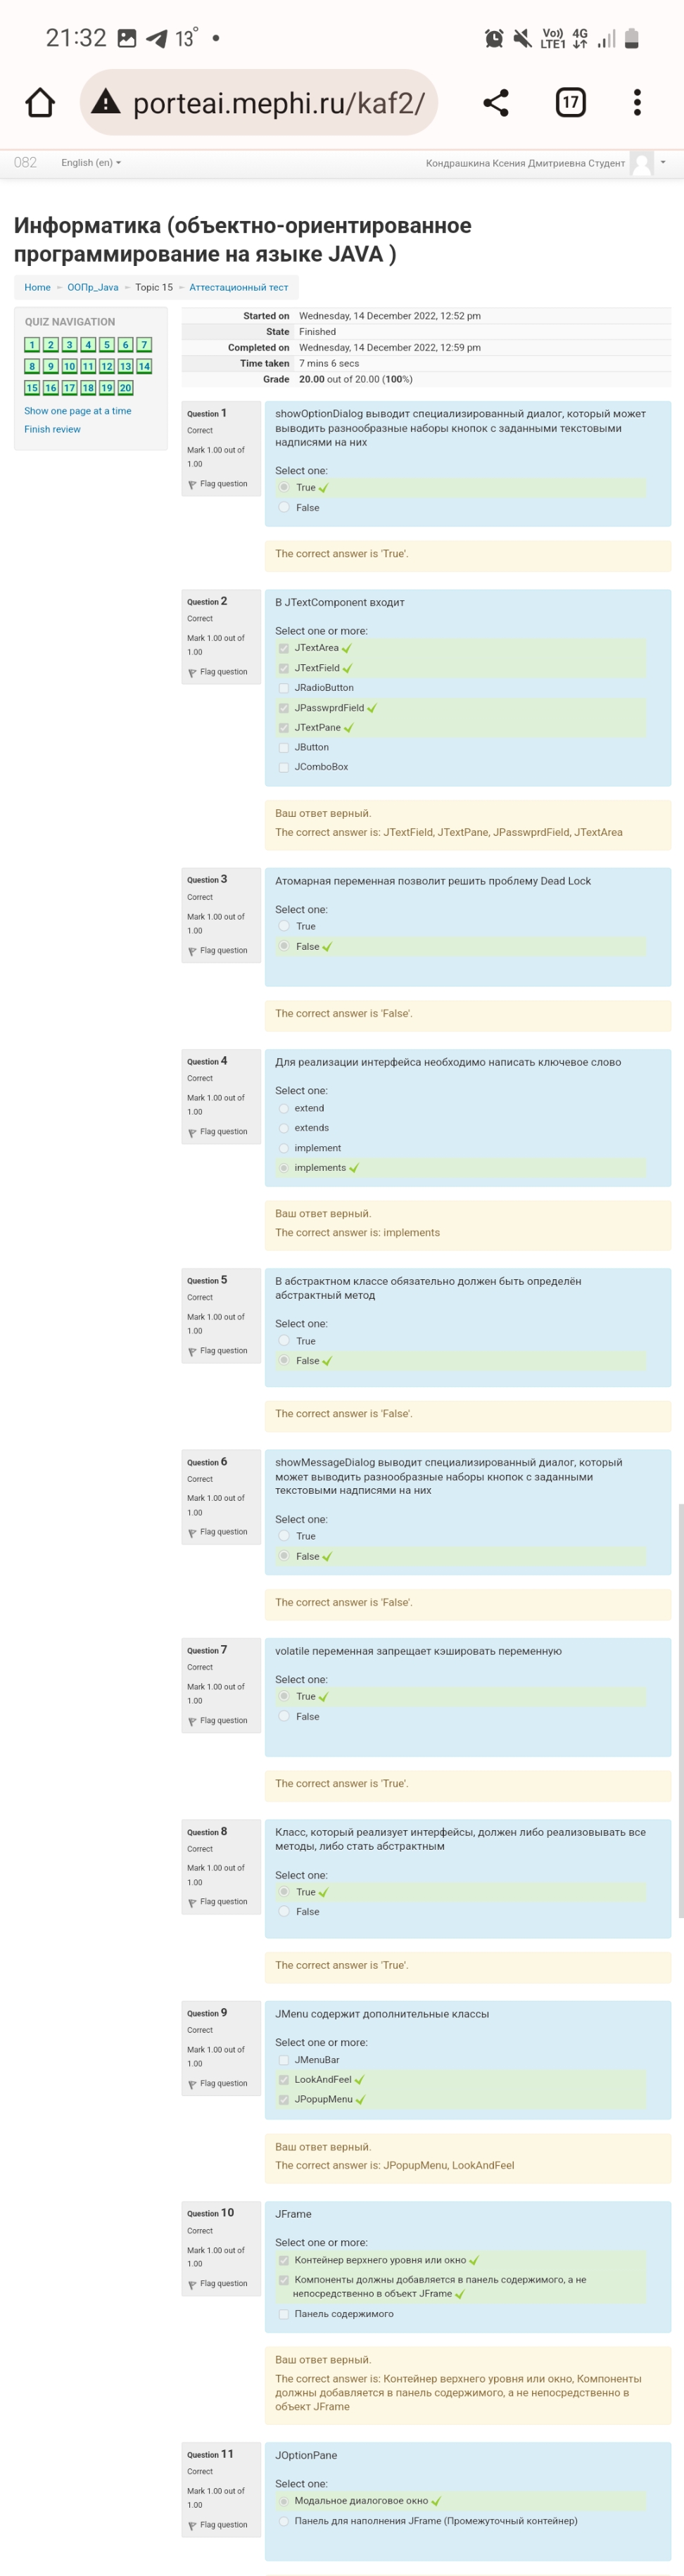 21:32 13°
Vo))
LTE1 4G
porteai.mephi.ru/kaf2/ 17
082 English (en) Кондрашкина Ксения Дмитриевна Студент
Информатика (объектно-ориентированное
программирование на языке JAVA )
Home ООПр_Java Topic 15 Аттестационный тест
QUIZ NAVIGATION
1 2 3 4 5 6 7
8 9 10 11 12 13 14
15 16 17 18 19 20
Show one page at a time
Finish review
Started on Wednesday, 14 December 2022, 12:52 pm
State Finished
Completed on Wednesday, 14 December 2022, 12:59 pm
Time taken 7 mins 6 secs
Grade 20.00 out of 20.00 (100%)
Question 1
Correct
Mark 1.00 out of
1.00
Flag question
showOptionDialog выводит специализированный диалог, который может
выводить разнообразные наборы кнопок с заданными текстовыми
надписями на них
Select one:
True
False
The correct answer is 'True'.
Question 2
Correct
Mark 1.00 out of
1.00
Flag question
В JTextComponent входит
Select one or more:
JTextArea
JTextField
JRadioButton
JPasswprdField
JTextPane
JButton
JComboBox
Ваш ответ верный.
The correct answer is: JTextField, JTextPane, JPasswprdField, JTextArea
Question 3
Correct
Mark 1.00 out of
1.00
Flag question
Атомарная переменная позволит решить проблему Dead Lock
Select one:
True
False
The correct answer is 'False'.
Question 4
Correct
Mark 1.00 out of
1.00
Flag question
Для реализации интерфейса необходимо написать ключевое слово
Select one:
extend
extends
implement
implements
Ваш ответ верный.
The correct answer is: implements
Question 5
Correct
Mark 1.00 out of
1.00
Flag question
В абстрактном классе обязательно должен быть определён
абстрактный метод
Select one:
True
False
The correct answer is 'False'.
Question 6
Correct
Mark 1.00 out of
1.00
Flag question
showMessageDialog выводит специализированный диалог, который
может выводить разнообразные наборы кнопок с заданными
текстовыми надписями на них
Select one:
True
False
The correct answer is 'False'.
Question 7
Correct
Mark 1.00 out of
1.00
Flag question
volatile переменная запрещает кэшировать переменную
Select one:
True
False
The correct answer is 'True'.
Question 8
Correct
Mark 1.00 out of
1.00
Flag question
Класс, который реализует интерфейсы, должен либо реализовывать все
методы, либо стать абстрактным
Select one:
True
False
The correct answer is 'True'.
Question 9
Correct
Mark 1.00 out of
1.00
Flag question
JMenu содержит дополнительные классы
Select one or more:
JMenuBar
LookAndFeel
JPopupMenu
Ваш ответ верный.
The correct answer is: JPopupMenu, LookAndFeel
Question 10
Correct
Mark 1.00 out of
1.00
Flag question
JFrame
Select one or more:
Контейнер верхнего уровня или окно
Компоненты должны добавляется в панель содержимого, а не
непосредственно в объект JFrame
Панель содержимого
Ваш ответ верный.
The correct answer is: Контейнер верхнего уровня или окно, Компоненты
должны добавляется в панель содержимого, а не непосредственно в
объект JFrame
Question 11
Correct
Mark 1.00 out of
1.00
Flag question
JOptionPane
Select one:
Модальное диалоговое окно
Панель для наполнения JFrame (Промежуточный контейнер)